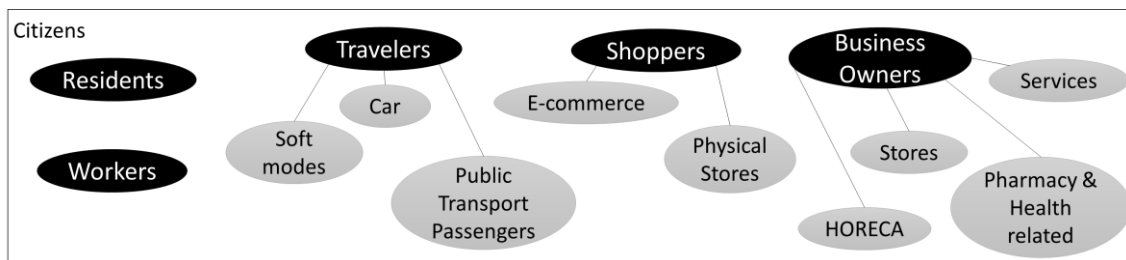 Citizens
Residents
Workers
Travelers
Soft
modes
Car
Public
Transport
Passengers
Shoppers
E-commerce
Physical
Stores
Business
Owners
HORECA
Stores
Pharmacy &
Health
related
Services